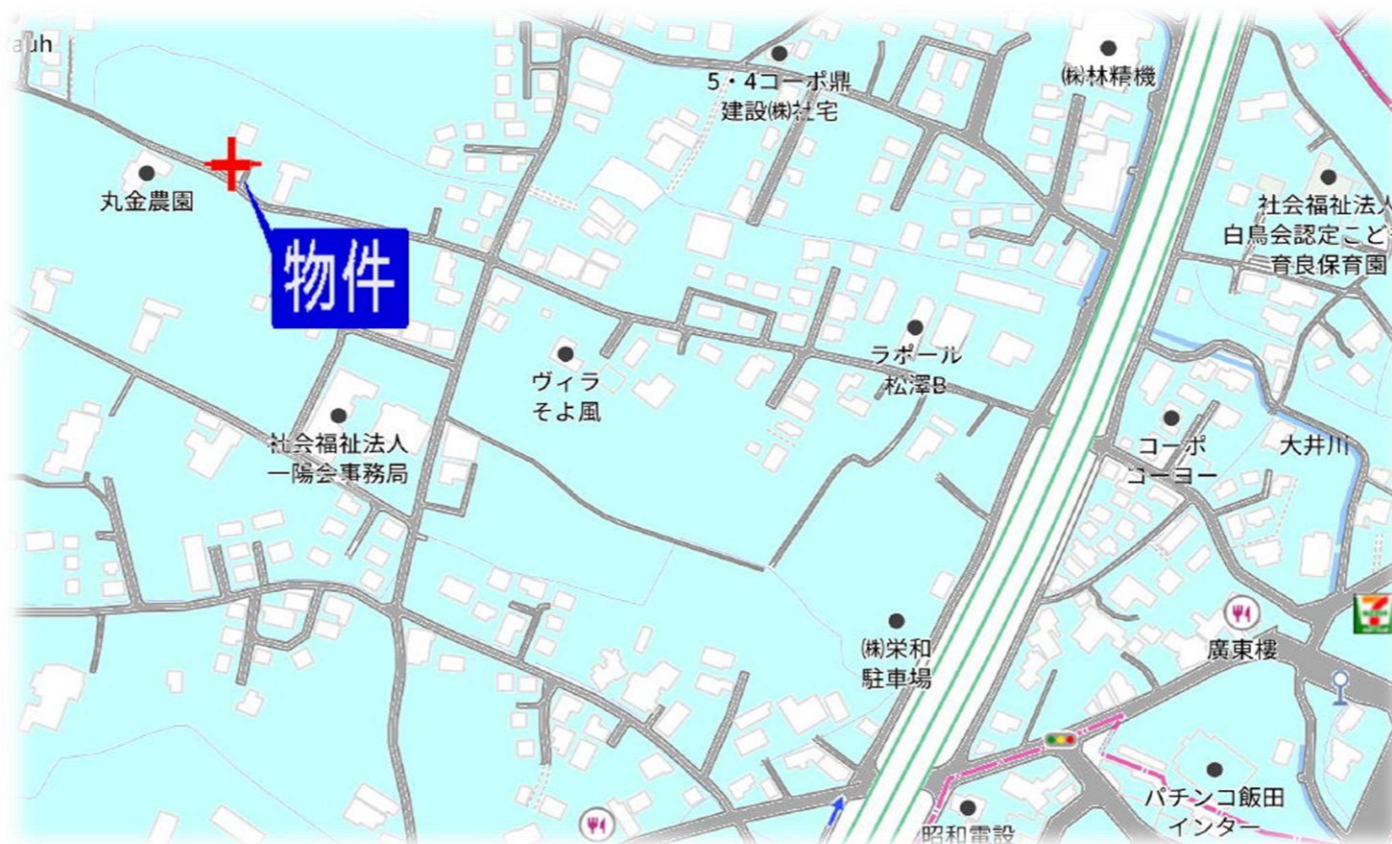 auh
5・4コーポ鼎
建設㈱社宅
㈱林精機
丸金農園
社会福祉法人
白鳥会認定こども
育良保育園
物件
ヴィラ
そよ風
ラポール
松澤B
社会福祉法人
一陽会事務局
コーポ
コーヨー
大井川
㈱栄和
駐車場
廣東樓
パチンコ飯田
インター
昭和電設